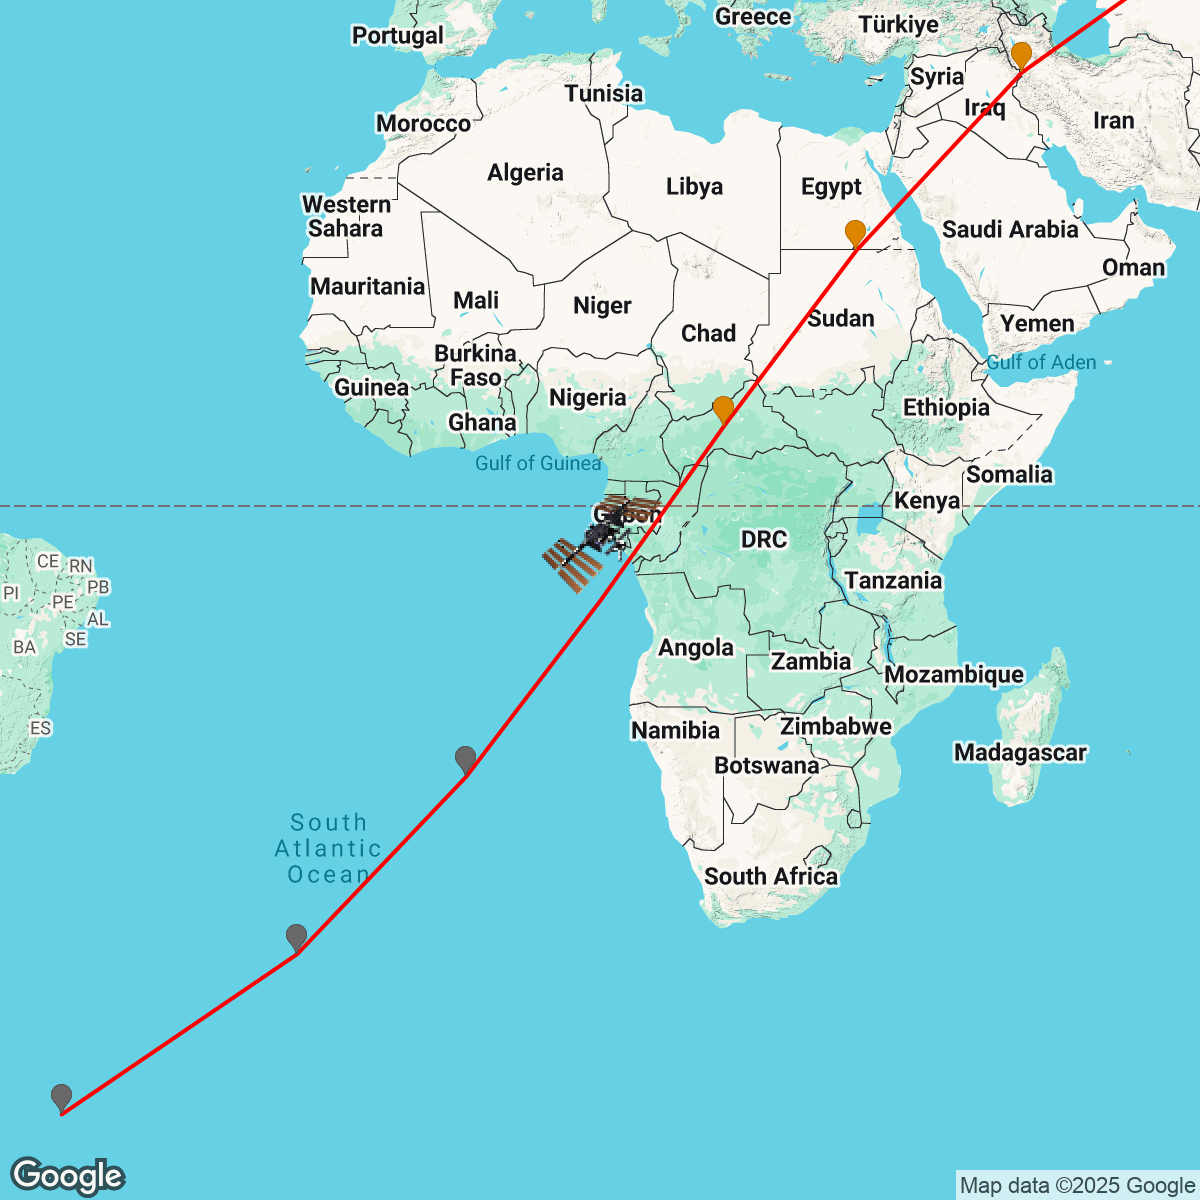 Greece
Türkiye
Portugal
Syria
Tunisia
Iraq
Iran
Morocco
Algeria
Libya
Egypt
Western
Sahara
Saudi Arabia
Oman
Mauritania
Mali
Niger
Chad
Sudan
Yemen
Burkina
Faso
Gulf of Aden
Guinea
Nigeria
Ethiopia
Ghana
Gulf of Guinea
Somalia
Kenya
Gabon
DRC
CE
RN
PI
PB
PE
AL
SE
BA
Tanzania
Angola
Zambia
Mozambique
ES
Namibia
Zimbabwe
Madagascar
Botswana
South
Atlantic
Ocean
South Africa
Google
Map data ©2025 Google